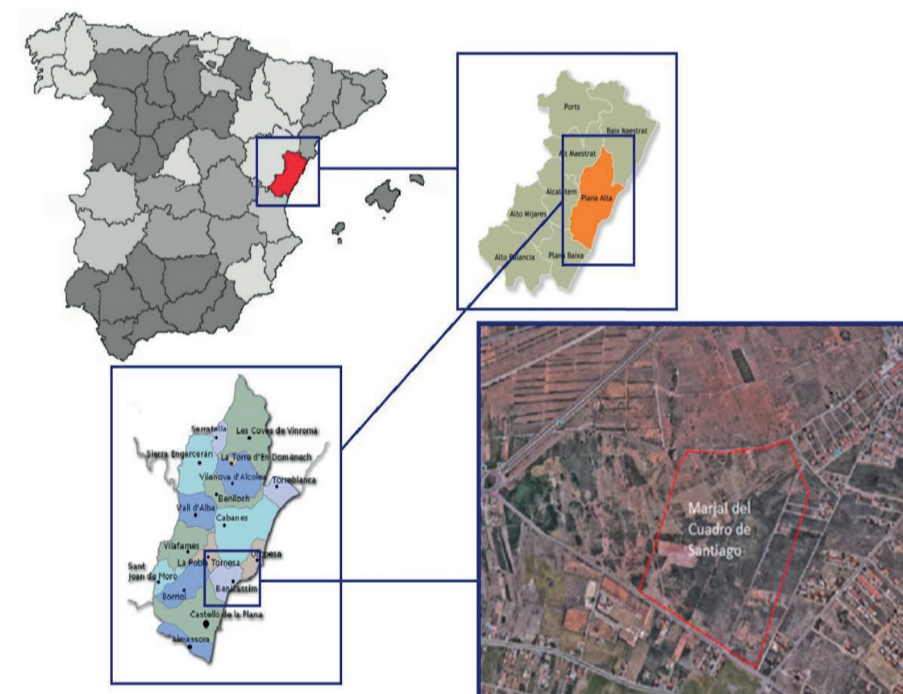 Ports
Baix Maestrat
Alt Maestrat
Alcalatem
Plana Alta
Alto Mijares
Alto Palancia
Plana Baixa
Serratella
Les Coves de Vinromà
Sierra Engarcerán
La Torre d'En Doménech
Vilanova d'Alcolea
Torreblanca
Benlloch
Vall d'Alba
Cabanes
Vilafamés
Orpesa
La Pobla Tornesa
Sant
Joan de Moro
Benicàssim
Borriol
Castelló de la Plana
Almassora
Marjal del
Cuadro de
Santiago